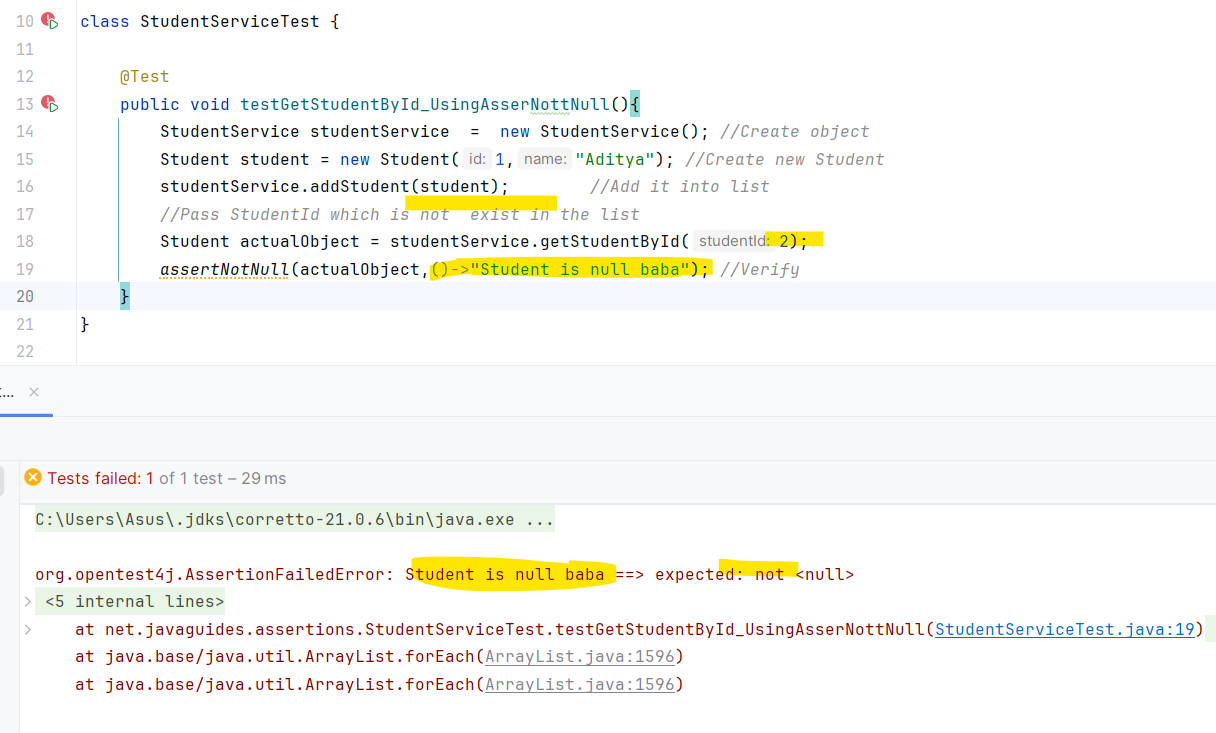 10 class StudentServiceTest {
11
12 @Test
13 public void testGetStudentById_UsingAsserNottNull(){
14 StudentService studentService  =  new StudentService(); //Create object
15 Student student = new Student( id: 1, name: "Aditya"); //Create new Student
16 studentService.addStudent(student);        //Add it into list
17 //Pass StudentId which is not  exist in the list
18 Student actualObject = studentService.getStudentById( studentId: 2);
19 assertNotNull(actualObject,()->"Student is null baba"); //Verify
20 }
21 }
22
t... ×
Tests failed: 1 of 1 test – 29 ms
C:\Users\Asus\.jdks\corretto-21.0.6\bin\java.exe ...
org.opentest4j.AssertionFailedError: Student is null baba ==> expected: not <null>
> <5 internal lines>
> at net.javaguides.assertions.StudentServiceTest.testGetStudentById_UsingAsserNottNull(StudentServiceTest.java:19)
at java.base/java.util.ArrayList.forEach(ArrayList.java:1596)
at java.base/java.util.ArrayList.forEach(ArrayList.java:1596)